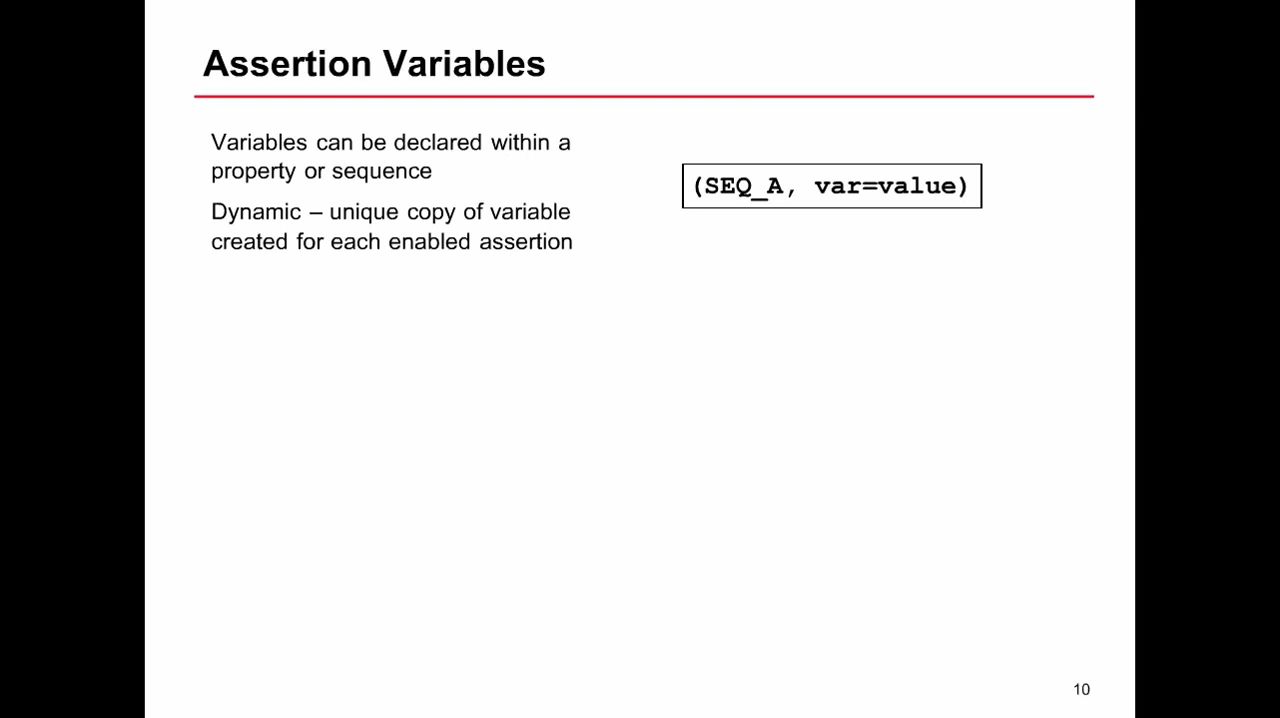 Assertion Variables
Variables can be declared within a
property or sequence
Dynamic – unique copy of variable
created for each enabled assertion
(SEQ_A, var=value)
10